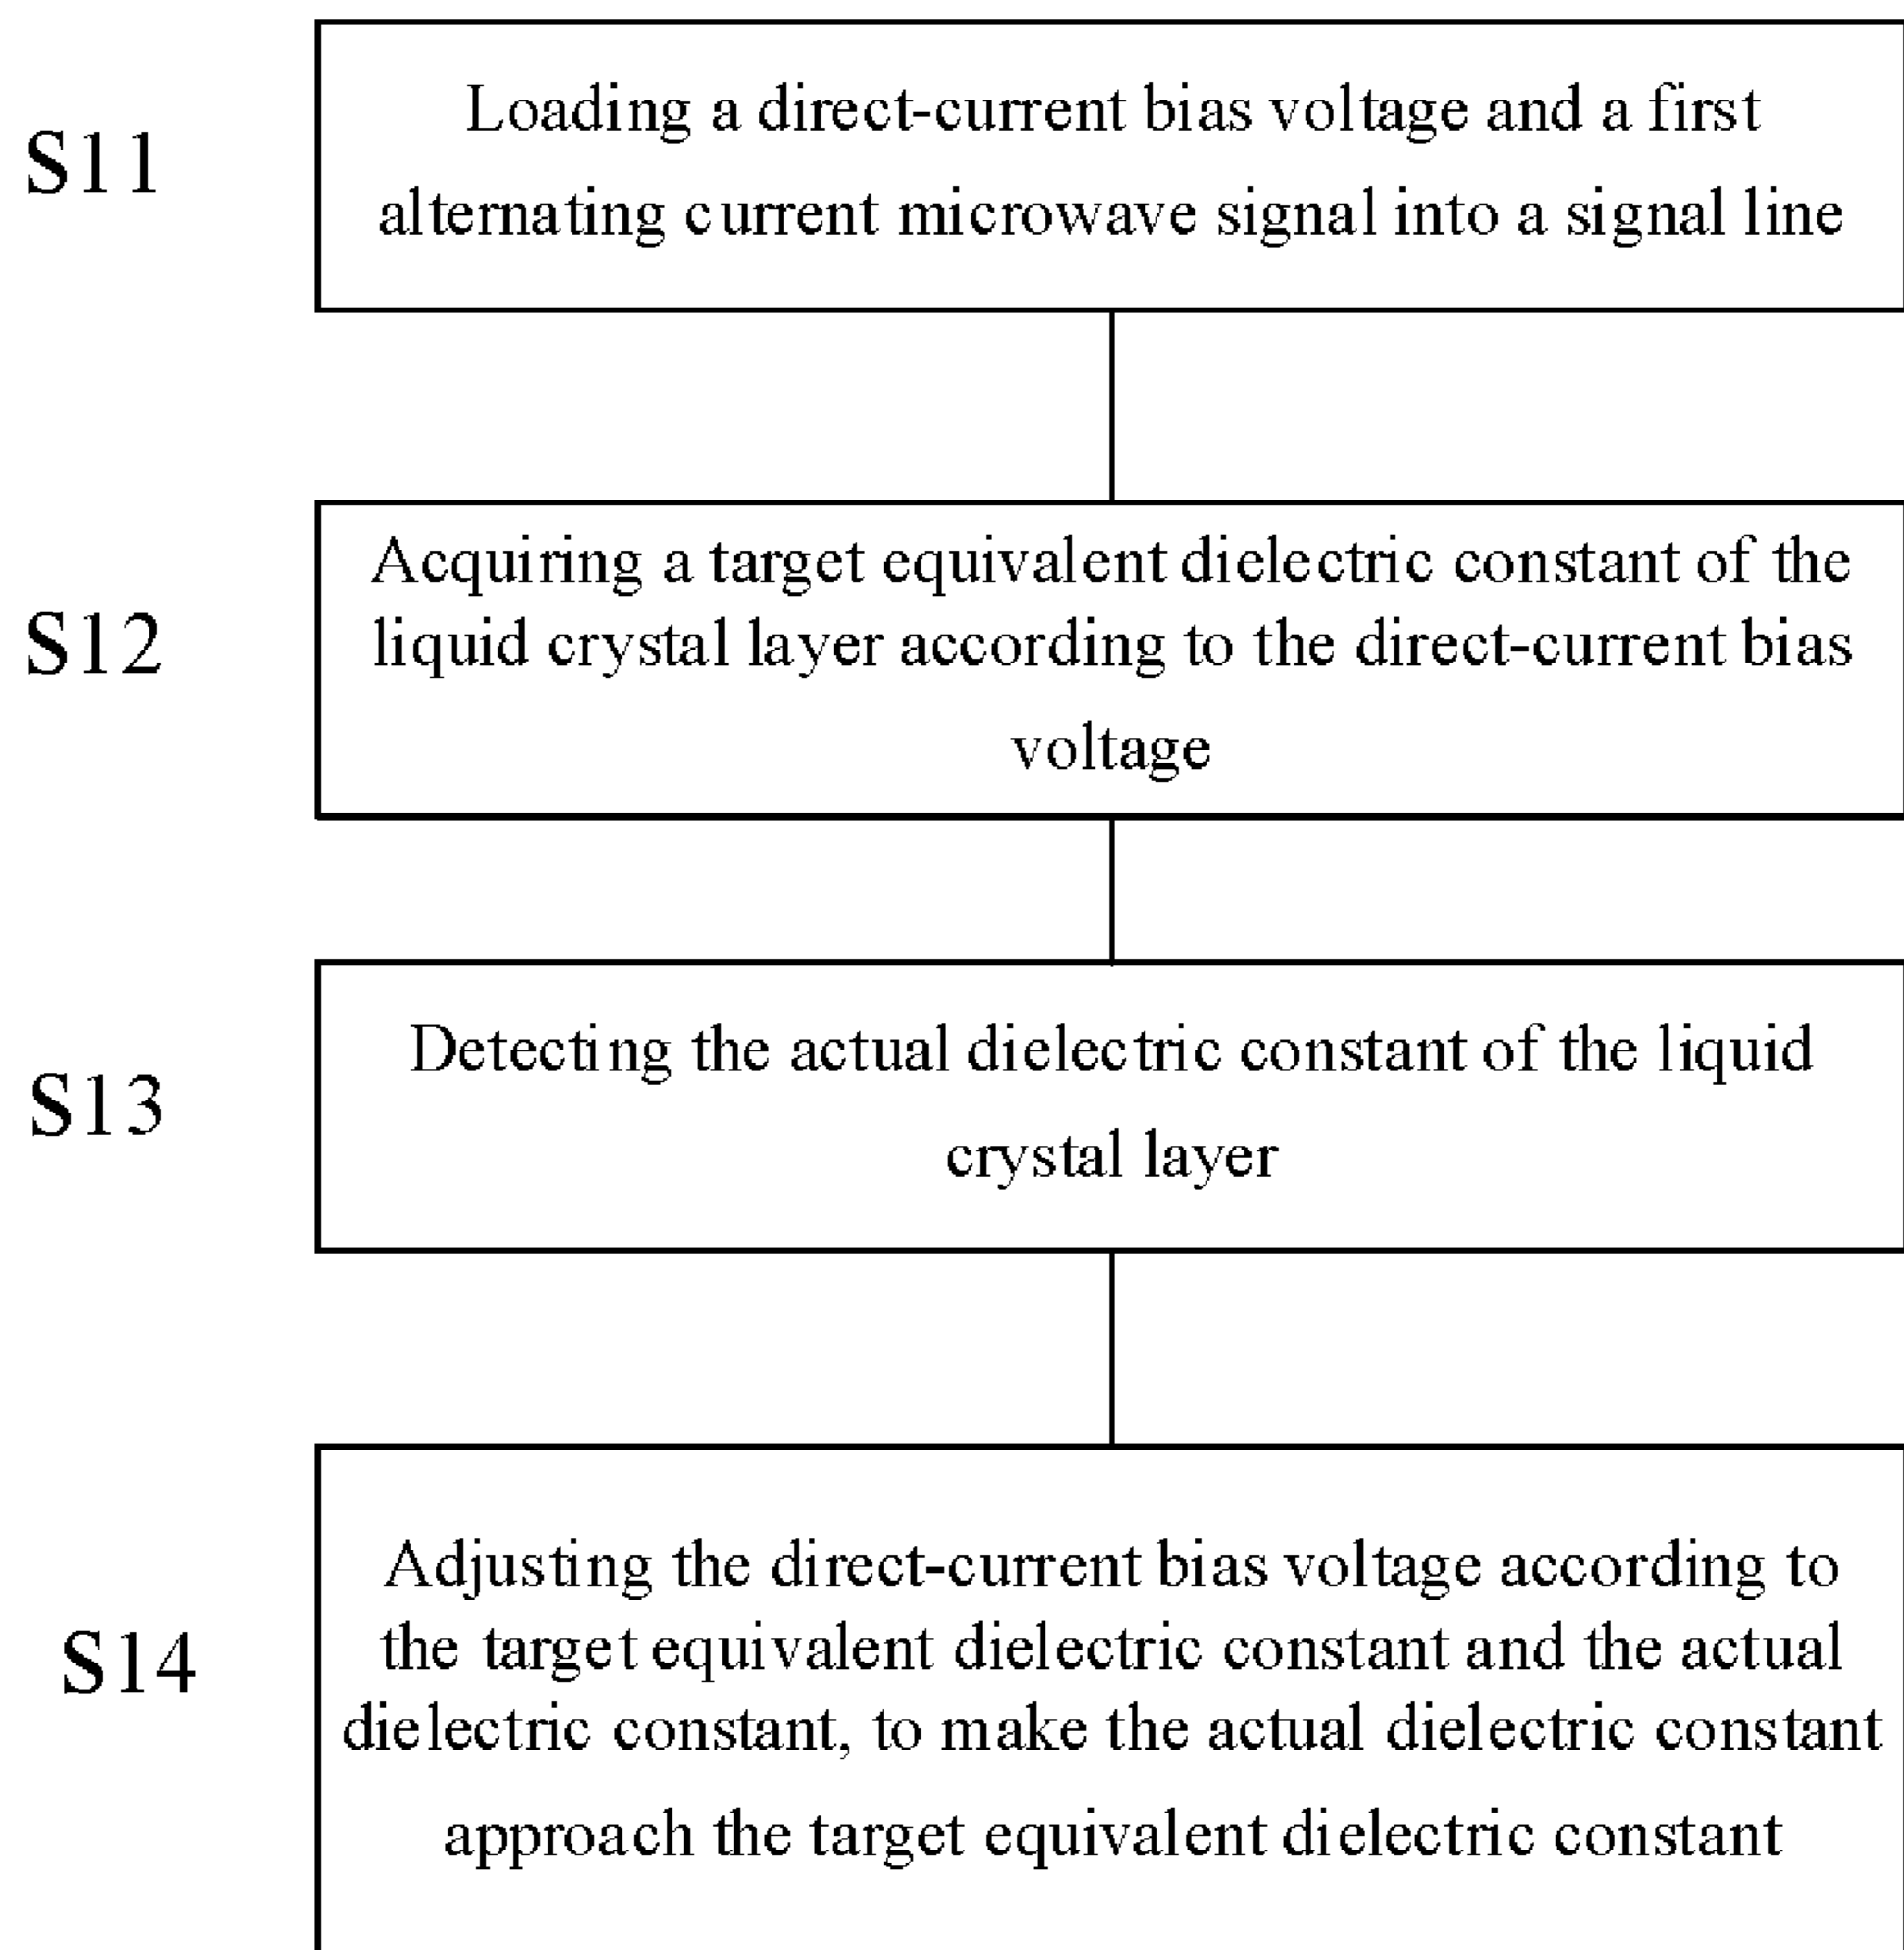 S11
Loading a direct-current bias voltage and a first
alternating current microwave signal into a signal line
S12
Acquiring a target equivalent dielectric constant of the
liquid crystal layer according to the direct-current bias
voltage
S13
Detecting the actual dielectric constant of the liquid
crystal layer
S14
Adjusting the direct-current bias voltage according to
the target equivalent dielectric constant and the actual
dielectric constant, to make the actual dielectric constant
approach the target equivalent dielectric constant